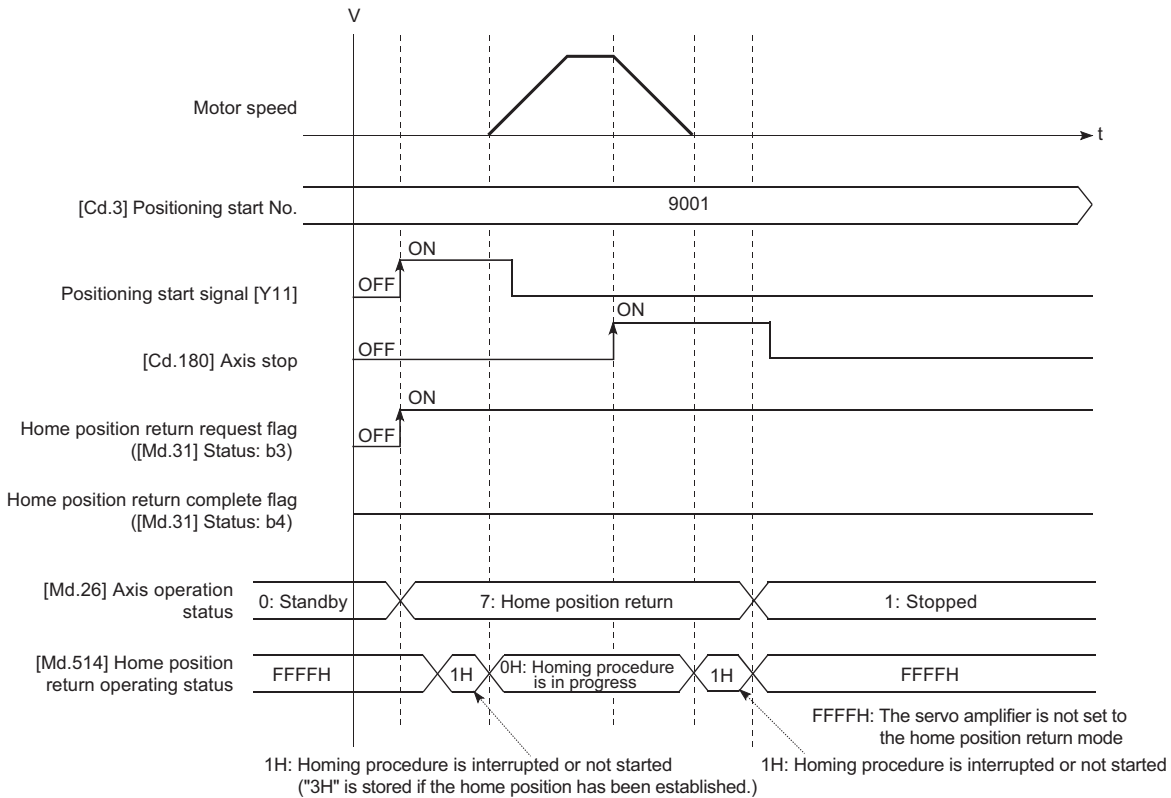 V
Motor speed
t
[Cd.3] Positioning start No.
9001
ON
Positioning start signal [Y11]
OFF
ON
[Cd.180] Axis stop
OFF
ON
Home position return request flag
([Md.31] Status: b3)
OFF
Home position return complete flag
([Md.31] Status: b4)
[Md.26] Axis operation
status
0: Standby
7: Home position return
1: Stopped
[Md.514] Home position
return operating status
FFFFH
1H
0H: Homing procedure
is in progress
1H
FFFFH
FFFFH: The servo amplifier is not set to
the home position return mode
1H: Homing procedure is interrupted or not started
("3H" is stored if the home position has been established.)
1H: Homing procedure is interrupted or not started